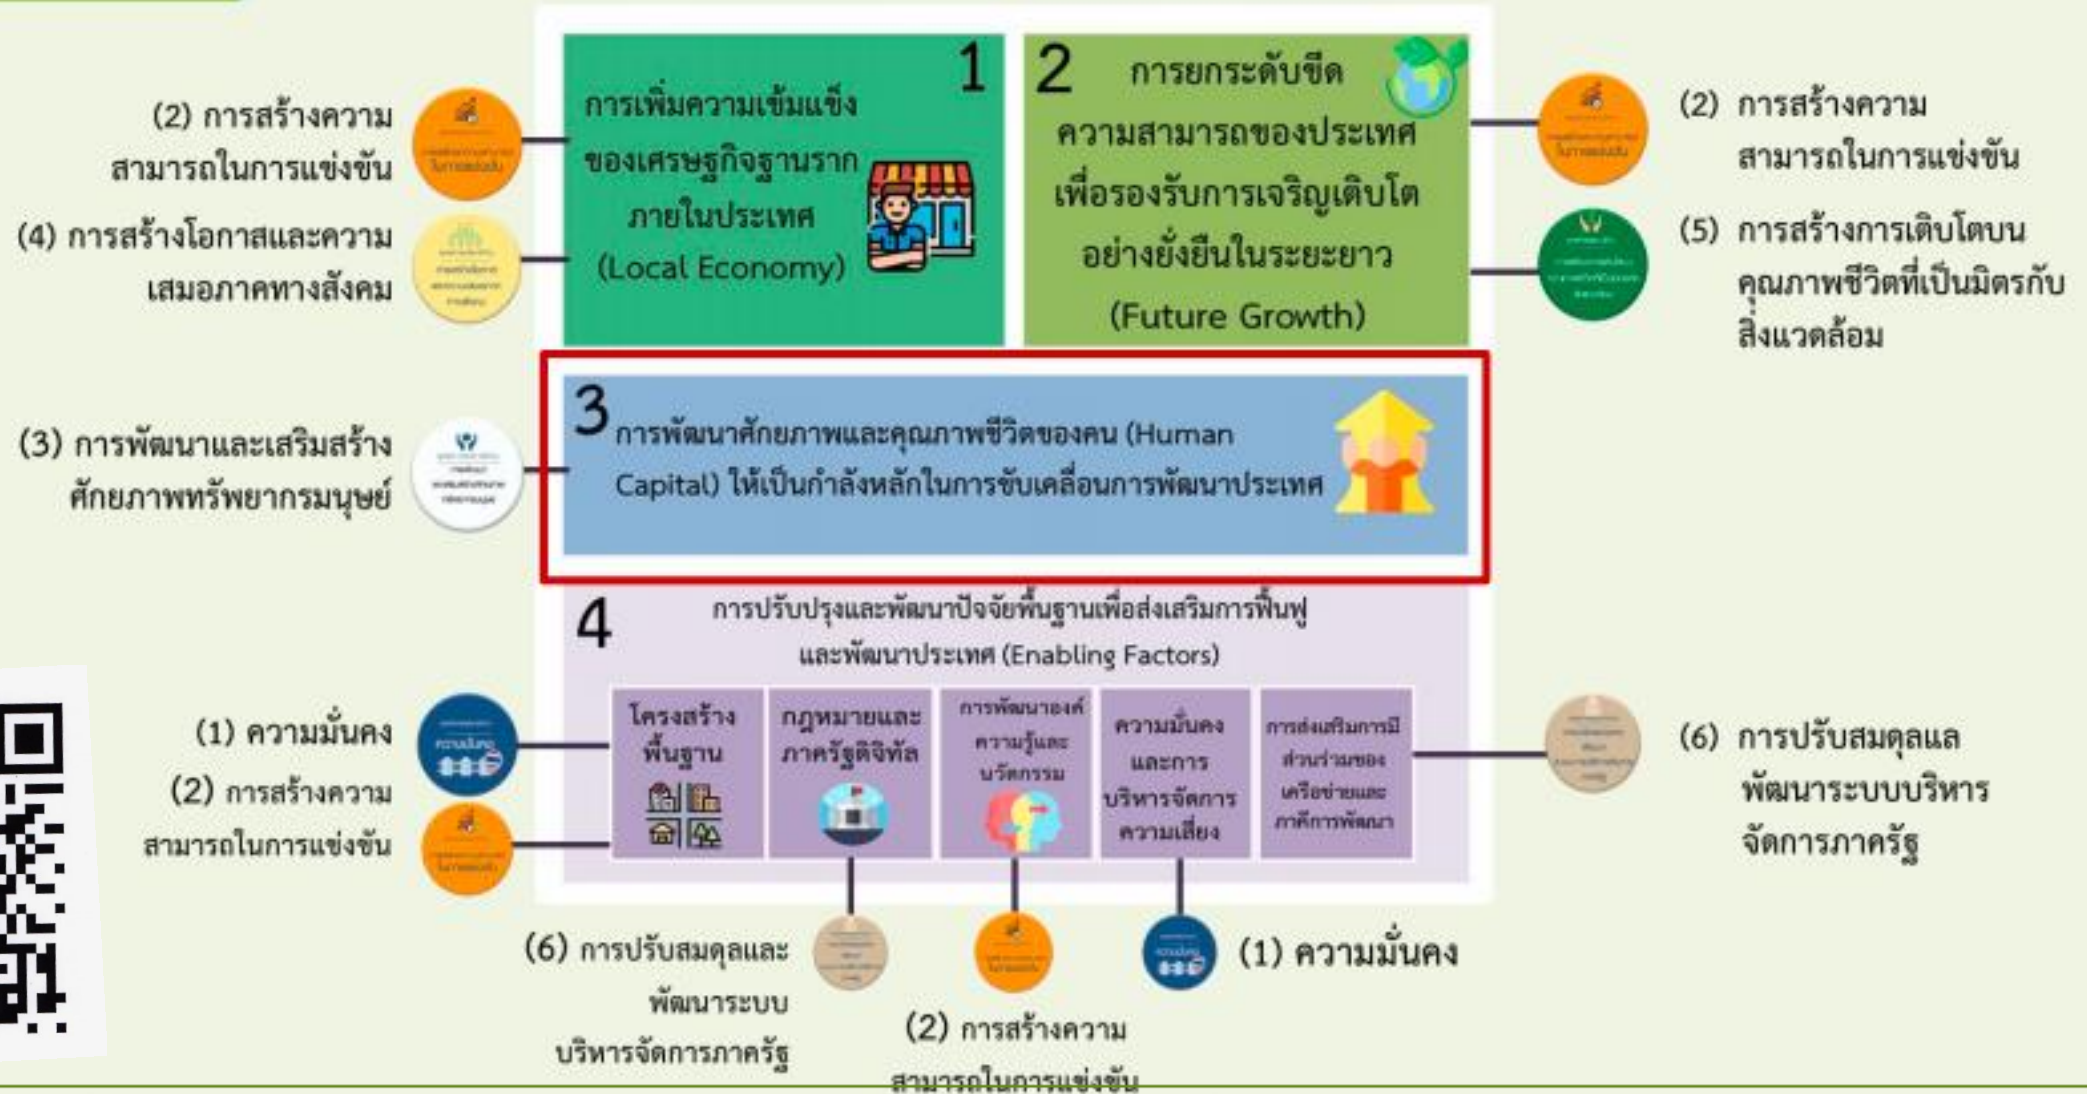 (2) การสร้างความ
สามารถในการแข่งขัน
(4) การสร้างโอกาสและความ
เสมอภาคทางสังคม
1
การเพิ่มความเข้มแข็ง
ของเศรษฐกิจฐานราก
ภายในประเทศ
(Local Economy)
2
การยกระดับขีด
ความสามารถของประเทศ
เพื่อรองรับการเจริญเติบโต
อย่างยั่งยืนในระยะยาว
(Future Growth)
(2) การสร้างความ
สามารถในการแข่งขัน
(5) การสร้างการเติบโตบน
คุณภาพชีวิตที่เป็นมิตรกับ
สิ่งแวดล้อม
(3) การพัฒนาและเสริมสร้าง
ศักยภาพทรัพยากรมนุษย์
3
การพัฒนาศักยภาพและคุณภาพชีวิตของคน (Human
Capital) ให้เป็นกำลังหลักในการขับเคลื่อนการพัฒนาประเทศ
4
การปรับปรุงและพัฒนาปัจจัยพื้นฐานเพื่อส่งเสริมการฟื้นฟู
และพัฒนาประเทศ (Enabling Factors)
(1) ความมั่นคง
(2) การสร้างความ
สามารถในการแข่งขัน
โครงสร้าง
พื้นฐาน
กฎหมายและ
ภาครัฐดิจิทัล
การพัฒนาองค์
ความรู้และ
นวัตกรรม
ความมั่นคง
และการ
บริหารจัดการ
ความเสี่ยง
การส่งเสริมการมี
ส่วนร่วมของ
เครือข่ายและ
ภาคีการพัฒนา
(6) การปรับสมดุลแล
พัฒนาระบบบริหาร
จัดการภาครัฐ
(6) การปรับสมดุลและ
พัฒนาระบบ
บริหารจัดการภาครัฐ
(2) การสร้างความ
สามารถในการแข่งขัน
(1) ความมั่นคง